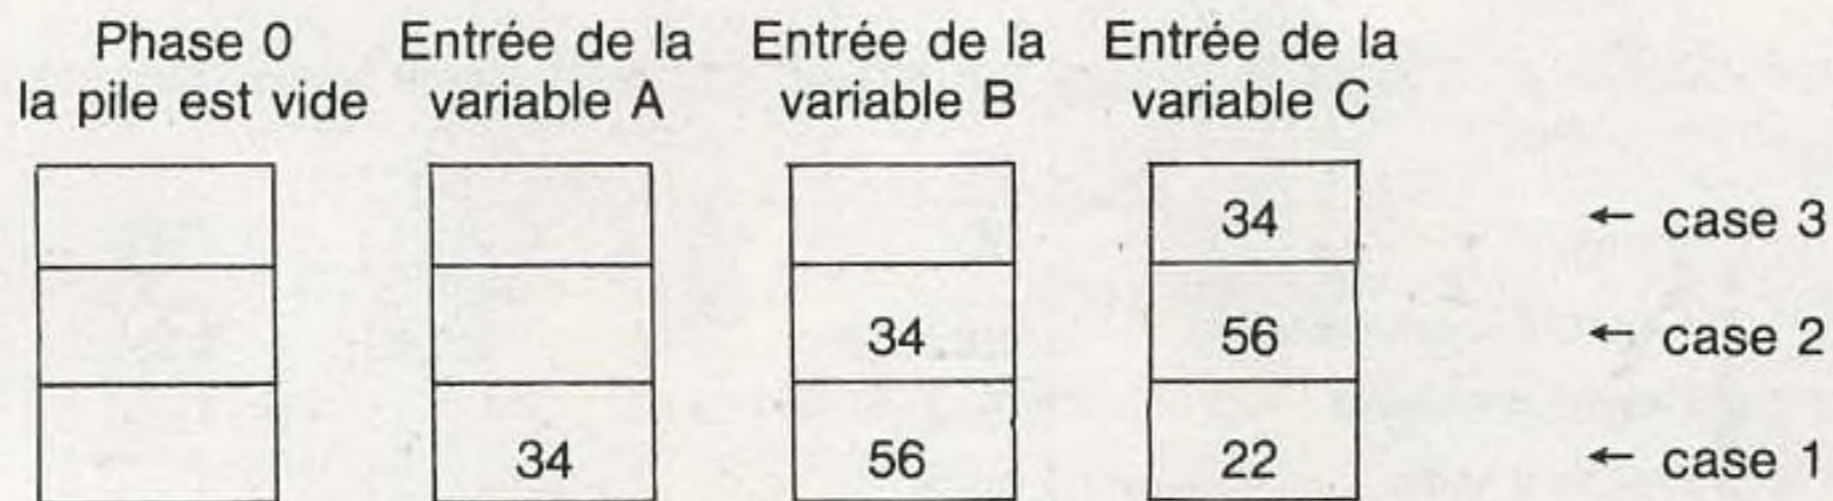 Phase 0
la pile est vide
Entrée de la
variable A
Entrée de la
variable B
Entrée de la
variable C
34
← case 3
34
56
← case 2
34
56
22
← case 1